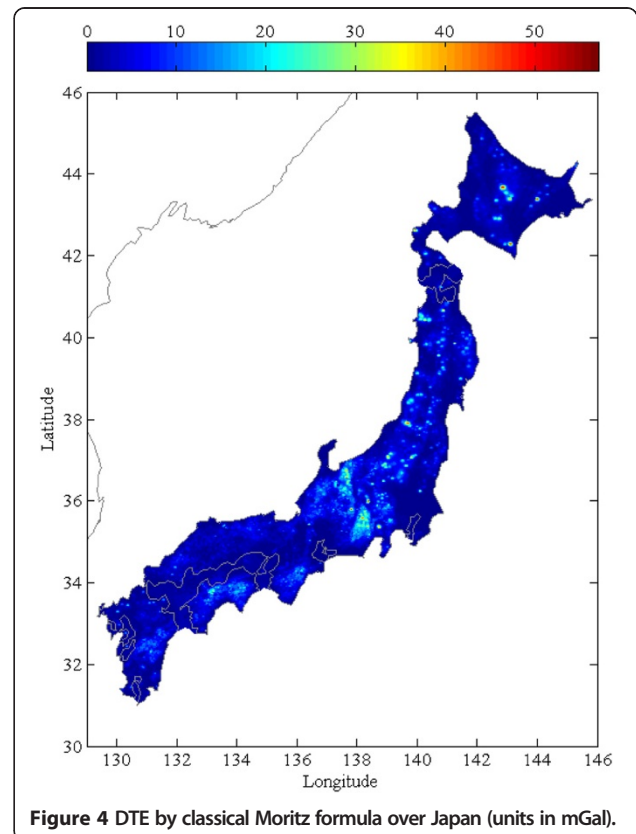 0 10 20 30 40 50
46
44
42
40
38
36
34
32
30
Latitude
130 132 134 136 138 140 142 144 146
Longitude
Figure 4 DTE by classical Moritz formula over Japan (units in mGal).